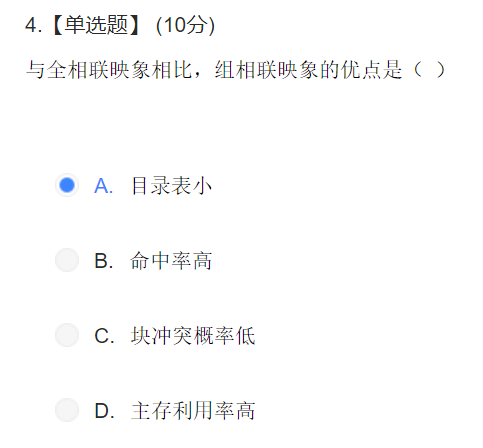 4.【单选题】 (10分)
与全相联映象相比，组相联映象的优点是（ ）
A. 目录表小
B. 命中率高
C. 块冲突概率低
D. 主存利用率高